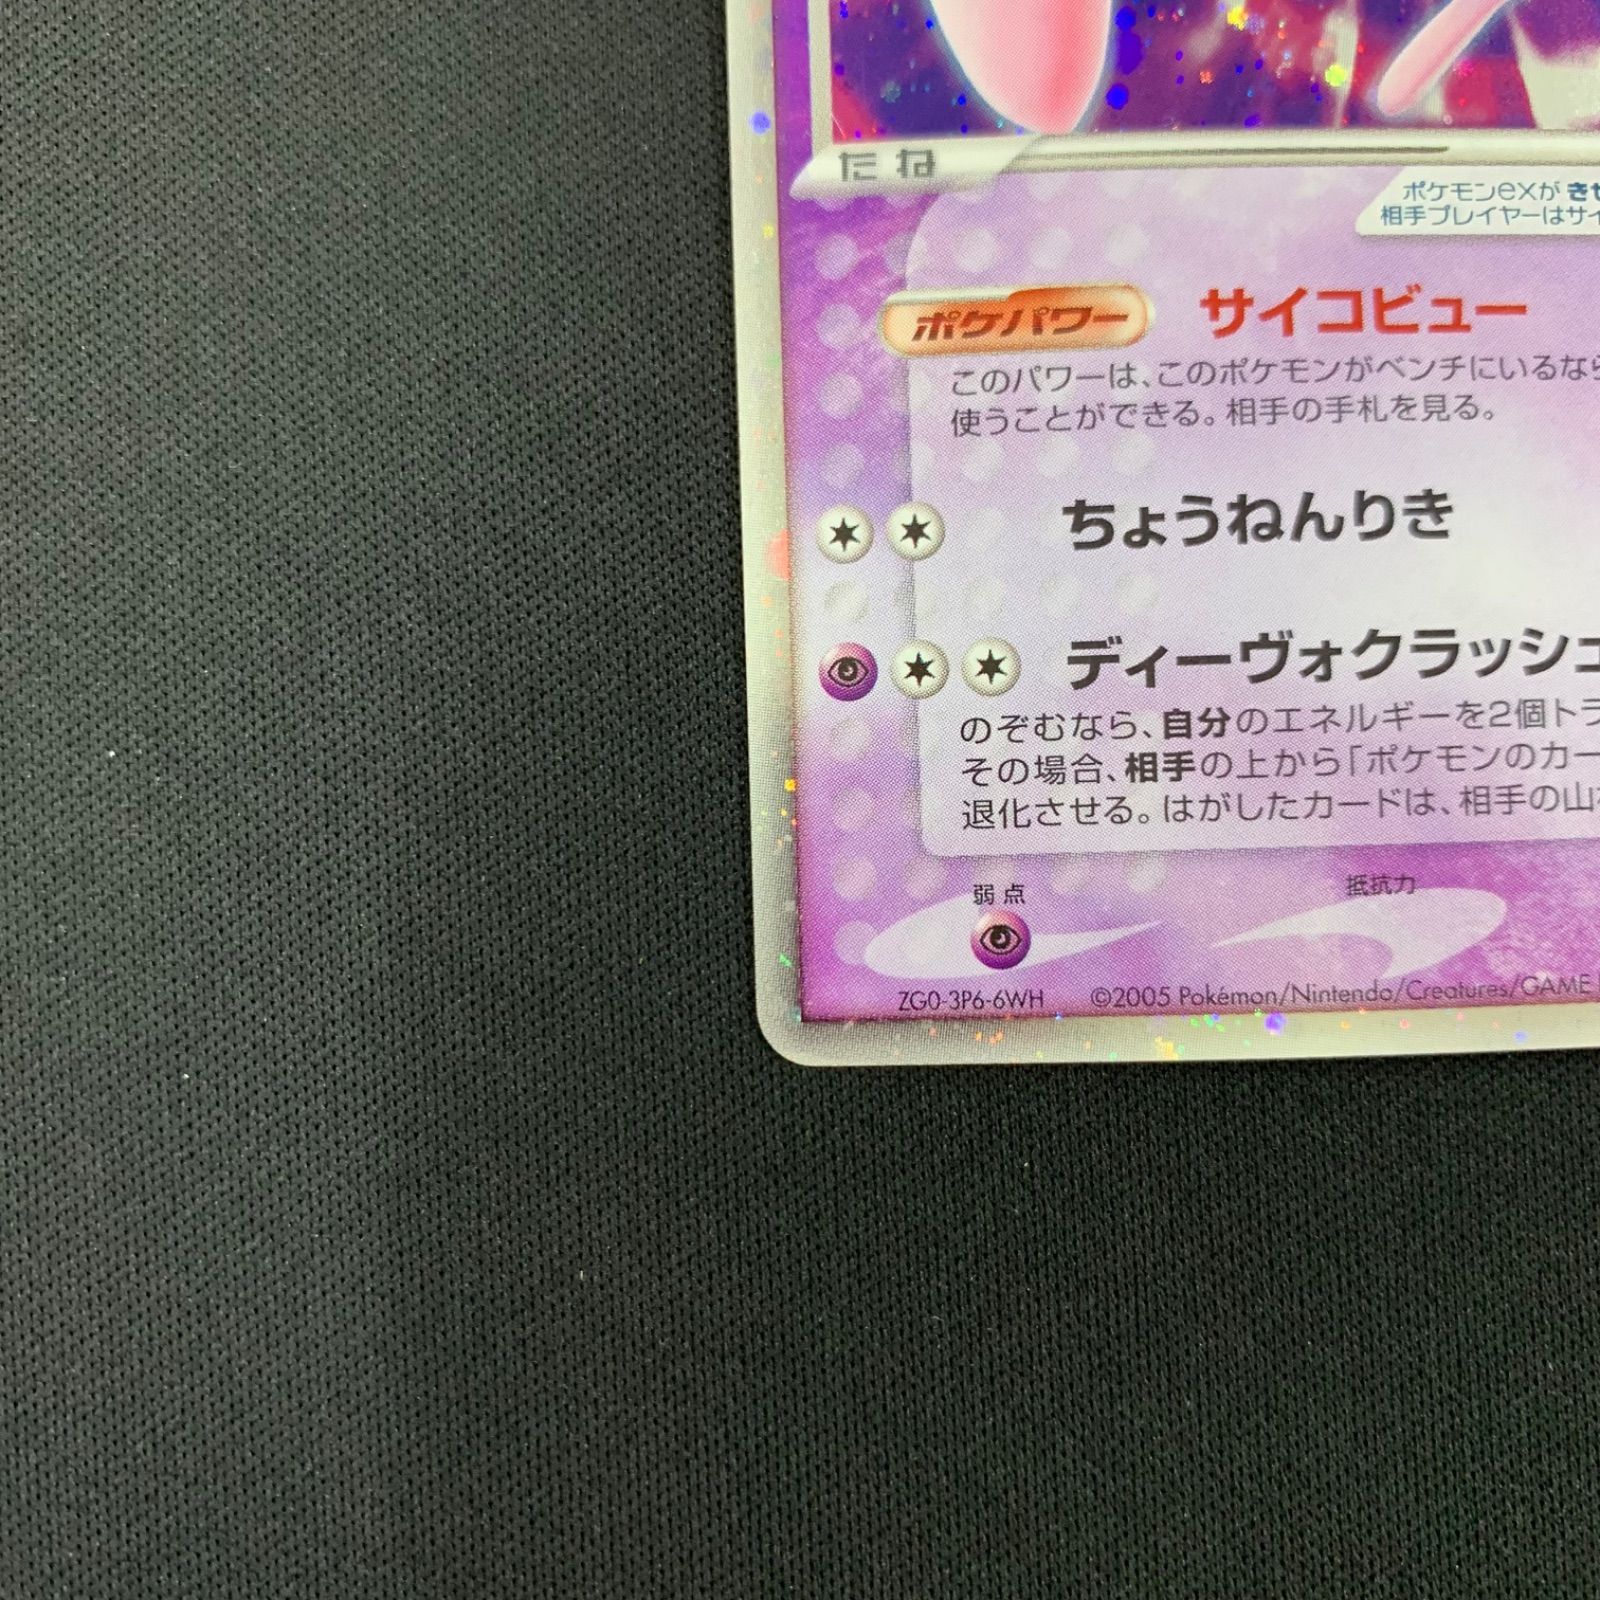 たね
ポケモンexが きぜ
相手プレイヤーはサイ
ポケパワー サイコビュー
このパワーは、このポケモンがベンチにいるなら
使うことができる。相手の手札を見る。
ちょうねんりき
ディーヴォクラッシュ
のぞむなら、自分のエネルギーを2個トラ
その場合、相手の上から「ポケモンのカー
退化させる。はがしたカードは、相手の山
弱点 抵抗力
ZG0-3P6-6WH ©2005 Pokémon/Nintendo/Creatures/GAME